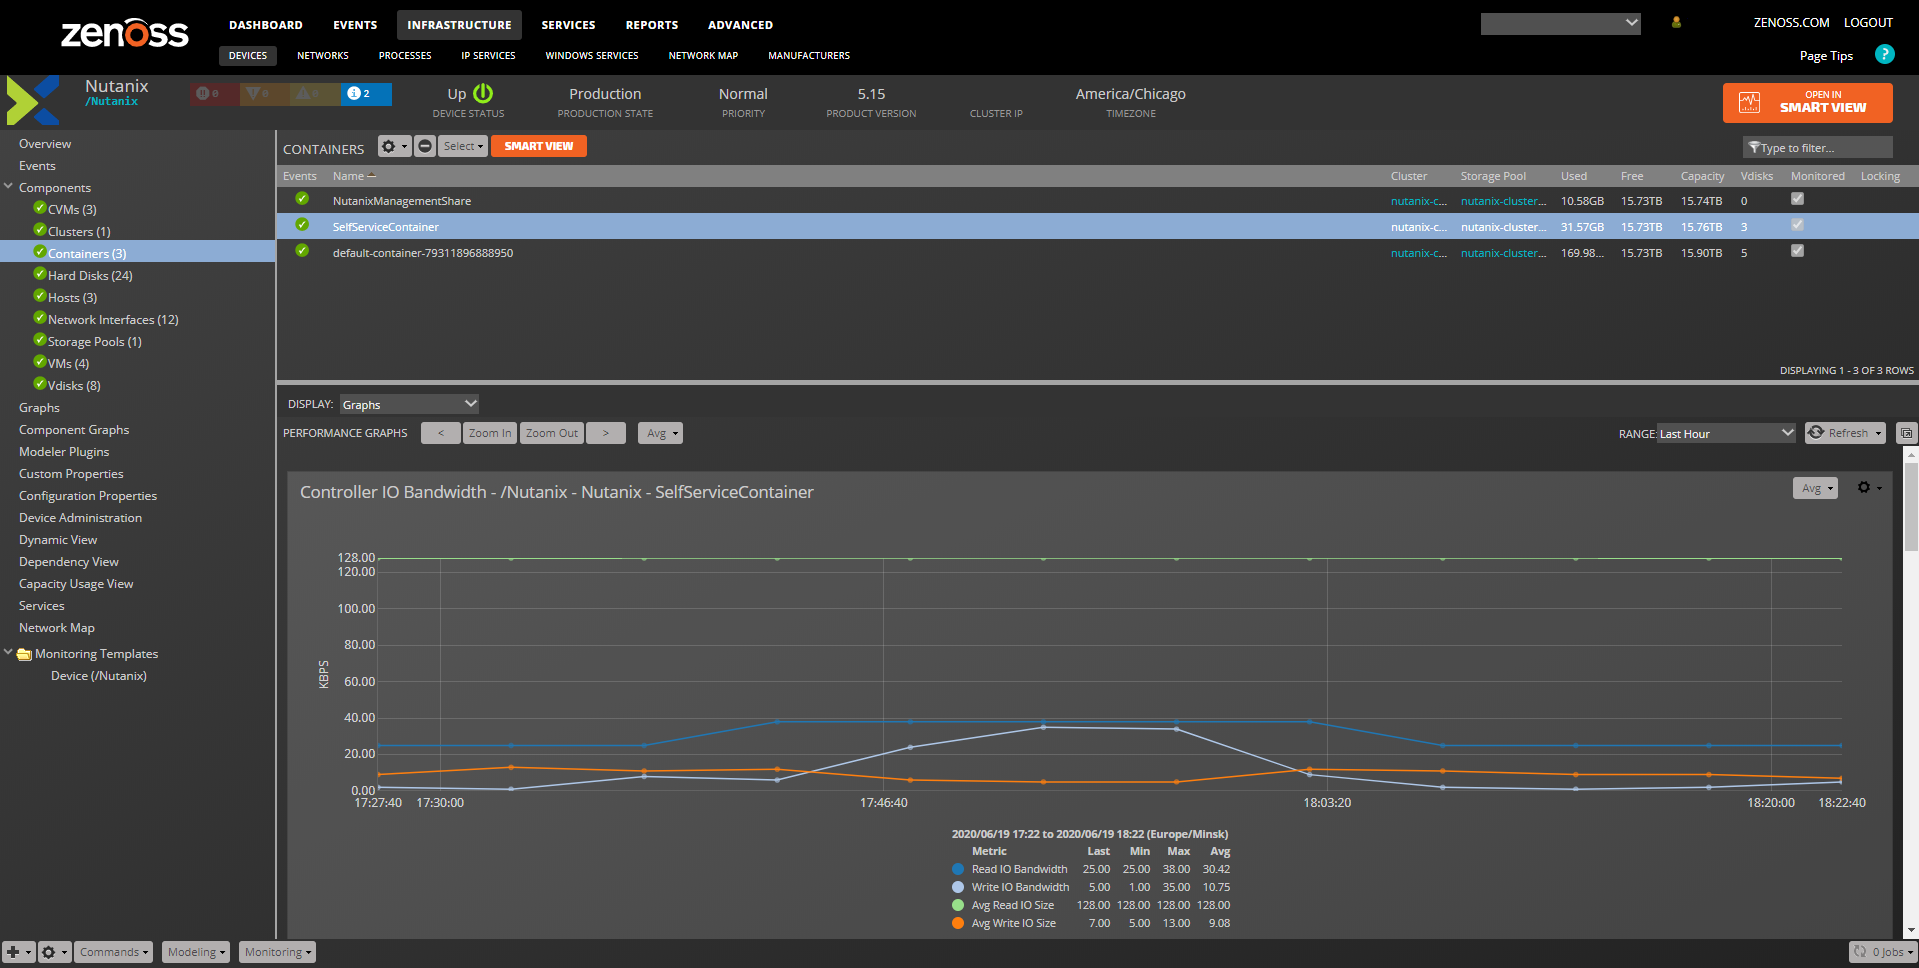 zenoss
DASHBOARD EVENTS INFRASTRUCTURE SERVICES REPORTS ADVANCED
ZENOSS.COM LOGOUT
DEVICES NETWORKS PROCESSES IP SERVICES WINDOWS SERVICES NETWORK MAP MANUFACTURERS
Page Tips ?
Nutanix
/Nutanix
0 0 0 2
Up
DEVICE STATUS
Production
PRODUCTION STATE
Normal
PRIORITY
5.15
PRODUCT VERSION
CLUSTER IP
America/Chicago
TIMEZONE
OPEN IN
SMART VIEW
Overview
Events
Components
CVMs (3)
Clusters (1)
Containers (3)
Hard Disks (24)
Hosts (3)
Network Interfaces (12)
Storage Pools (1)
VMs (4)
Vdisks (8)
Graphs
Component Graphs
Modeler Plugins
Custom Properties
Configuration Properties
Device Administration
Dynamic View
Dependency View
Capacity Usage View
Services
Network Map
Monitoring Templates
Device (/Nutanix)
CONTAINERS Select SMART VIEW Type to filter...
Events Name Cluster Storage Pool Used Free Capacity Vdisks Monitored Locking
NutanixManagementShare nutanix-c... nutanix-cluster... 10.58GB 15.73TB 15.74TB 0
SelfServiceContainer nutanix-c... nutanix-cluster... 31.57GB 15.73TB 15.76TB 3
default-container-79311896888950 nutanix-c... nutanix-cluster... 169.98... 15.73TB 15.90TB 5
DISPLAYING 1 - 3 OF 3 ROWS
DISPLAY: Graphs
PERFORMANCE GRAPHS < Zoom In Zoom Out > Avg RANGE: Last Hour Refresh
Controller IO Bandwidth - /Nutanix - Nutanix - SelfServiceContainer Avg
128.00
120.00
100.00
80.00
60.00
40.00
20.00
0.00
KBPS
17:27:40 17:30:00 17:46:40 18:03:20 18:20:00 18:22:40
2020/06/19 17:22 to 2020/06/19 18:22 (Europe/Minsk)
Metric Last Min Max Avg
Read IO Bandwidth 25.00 25.00 38.00 30.42
Write IO Bandwidth 5.00 1.00 35.00 10.75
Avg Read IO Size 128.00 128.00 128.00 128.00
Avg Write IO Size 7.00 5.00 13.00 9.08
Commands Modeling Monitoring 0 Jobs